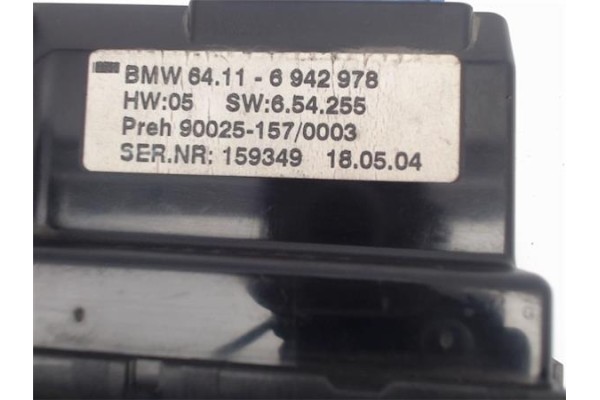 BMW 64.11 - 6 942 978
HW:05 SW:6.54.255
Preh 90025-157/0003
SER.NR: 159349 18.05.04